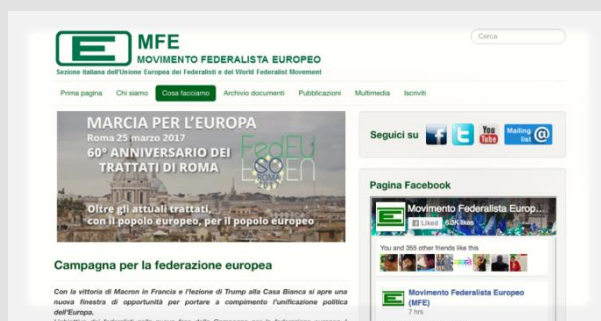 MFE
MOVIMENTO FEDERALISTA EUROPEO
Sezione italiana dell'Unione Europea dei Federalisti e del World Federalist Movement
Cerca
Prima pagina Chi siamo Cosa facciamo Archivio documenti Pubblicazioni Multimedia Iscriviti
MARCIA PER L'EUROPA
Roma 25 marzo 2017
60° ANNIVERSARIO DEI
TRATTATI DI ROMA
Oltre gli attuali trattati,
con il popolo europeo, per il popolo europeo
Seguici su
You
Tube
Mailing
list @
Pagina Facebook
Movimento Federalista Europ...
Liked
You and 355 other friends like this
Movimento Federalista Europeo
(MFE)
7 hrs
Campagna per la federazione europea
Con la vittoria di Macron in Francia e l'lezione di Trump alla Casa Bianca si apre una
nuova finestra di opportunità per portare a compimento l'unificazione politica
dell'Europa.